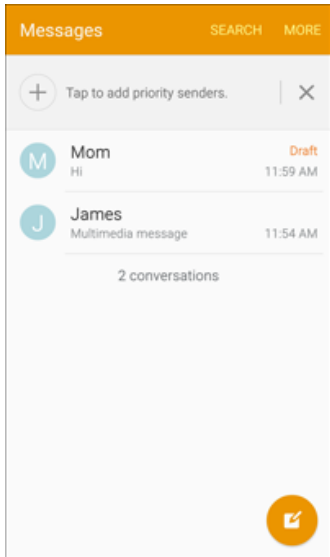 Messages SEARCH MORE
Tap to add priority senders.
M Mom Draft
Hi 11:59 AM
J James
Multimedia message 11:54 AM
2 conversations